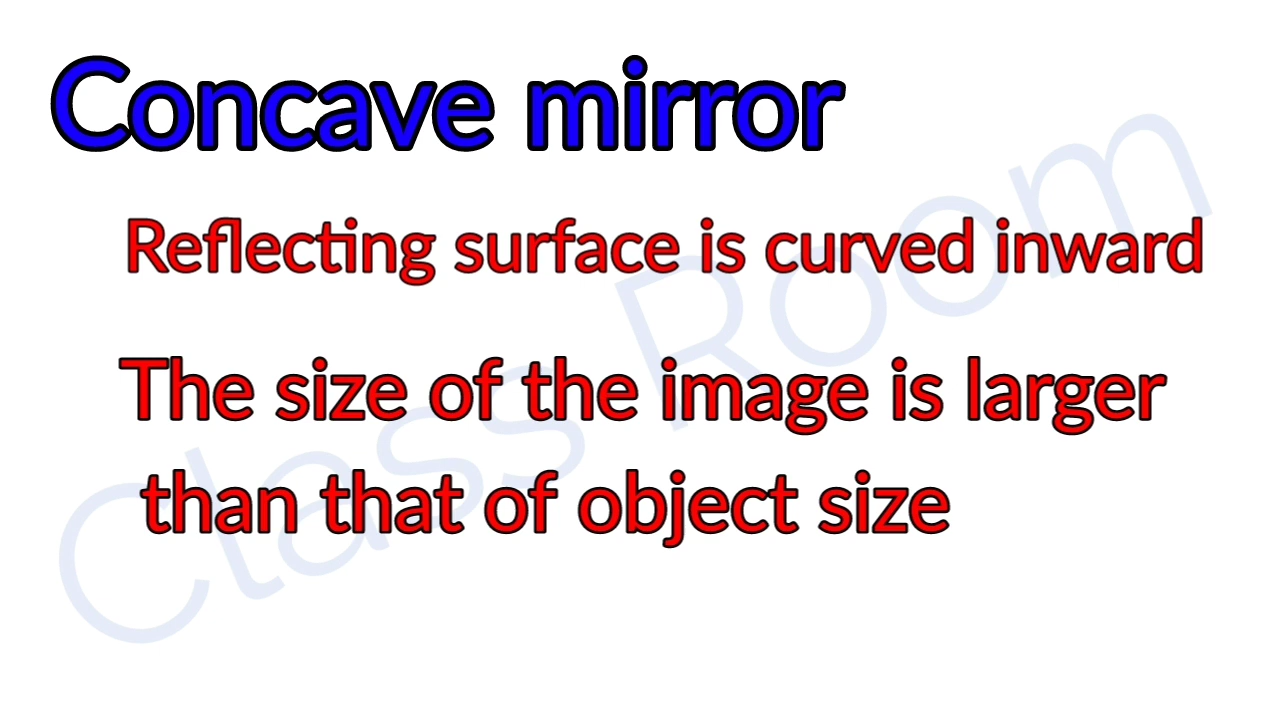 Concave mirror
Reflecting surface is curved inward
The size of the image is larger
than that of object size
Class Room